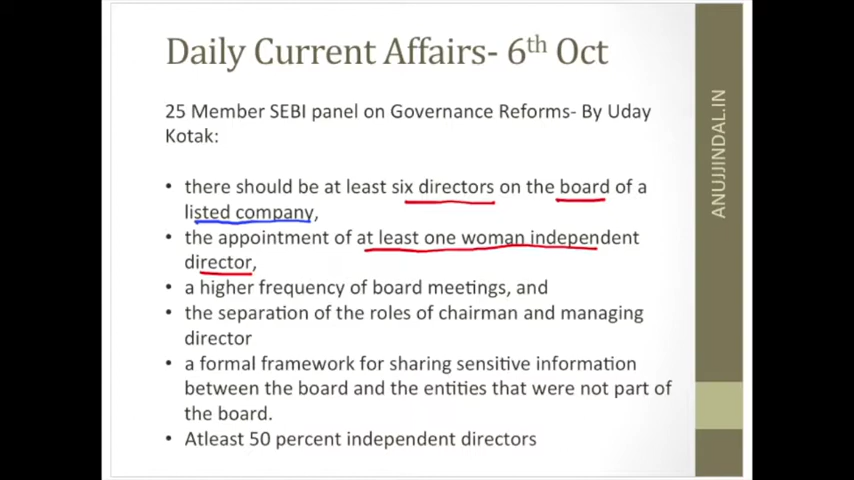 Daily Current Affairs- 6th Oct
25 Member SEBI panel on Governance Reforms- By Uday
Kotak:
• there should be at least six directors on the board of a
listed company,
• the appointment of at least one woman independent
director,
• a higher frequency of board meetings, and
• the separation of the roles of chairman and managing
director
• a formal framework for sharing sensitive information
between the board and the entities that were not part of
the board.
• Atleast 50 percent independent directors
ANUJJINDAL.IN